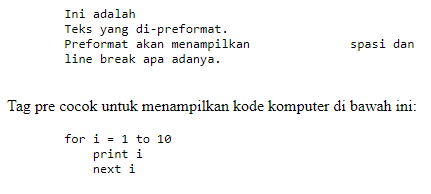 Ini adalah
Teks yang di-preformat.
Preformat akan menampilkan              spasi dan
line break apa adanya.
Tag pre cocok untuk menampilkan kode komputer di bawah ini:
for i = 1 to 10
    print i
    next i